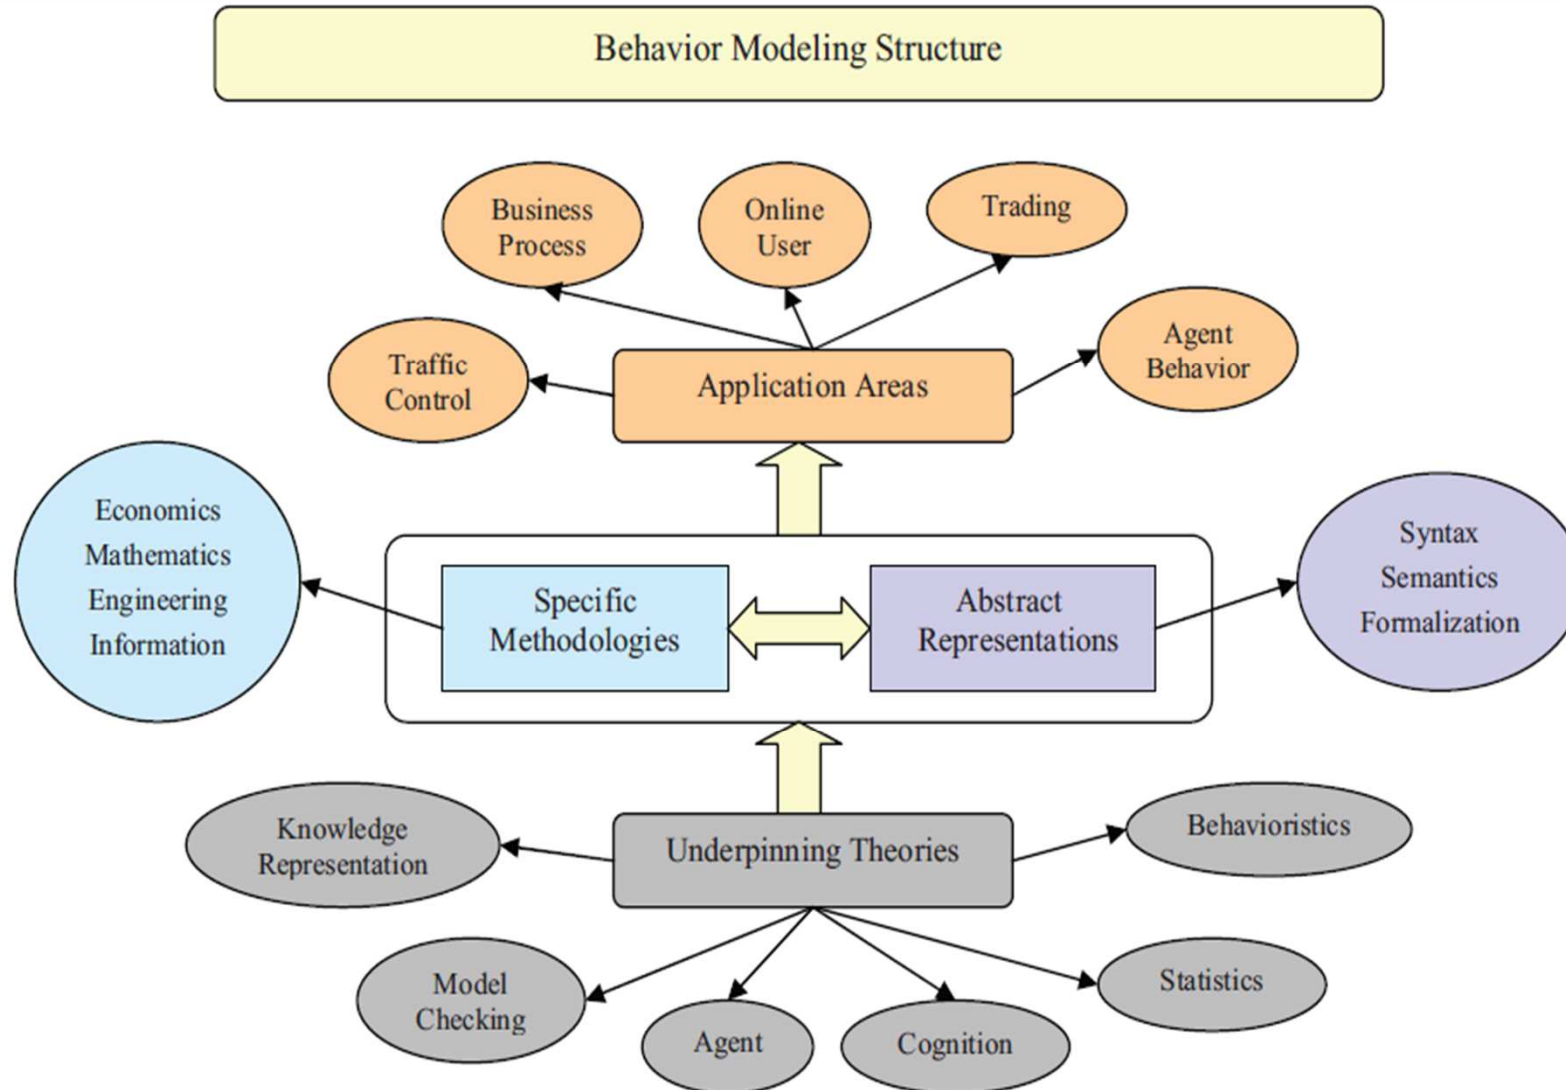 Behavior Modeling Structure
Business
Process
Online
User
Trading
Traffic
Control
Application Areas
Agent
Behavior
Economics
Mathematics
Engineering
Information
Specific
Methodologies
Abstract
Representations
Syntax
Semantics
Formalization
Knowledge
Representation
Underpinning Theories
Behavioristics
Model
Checking
Agent
Cognition
Statistics